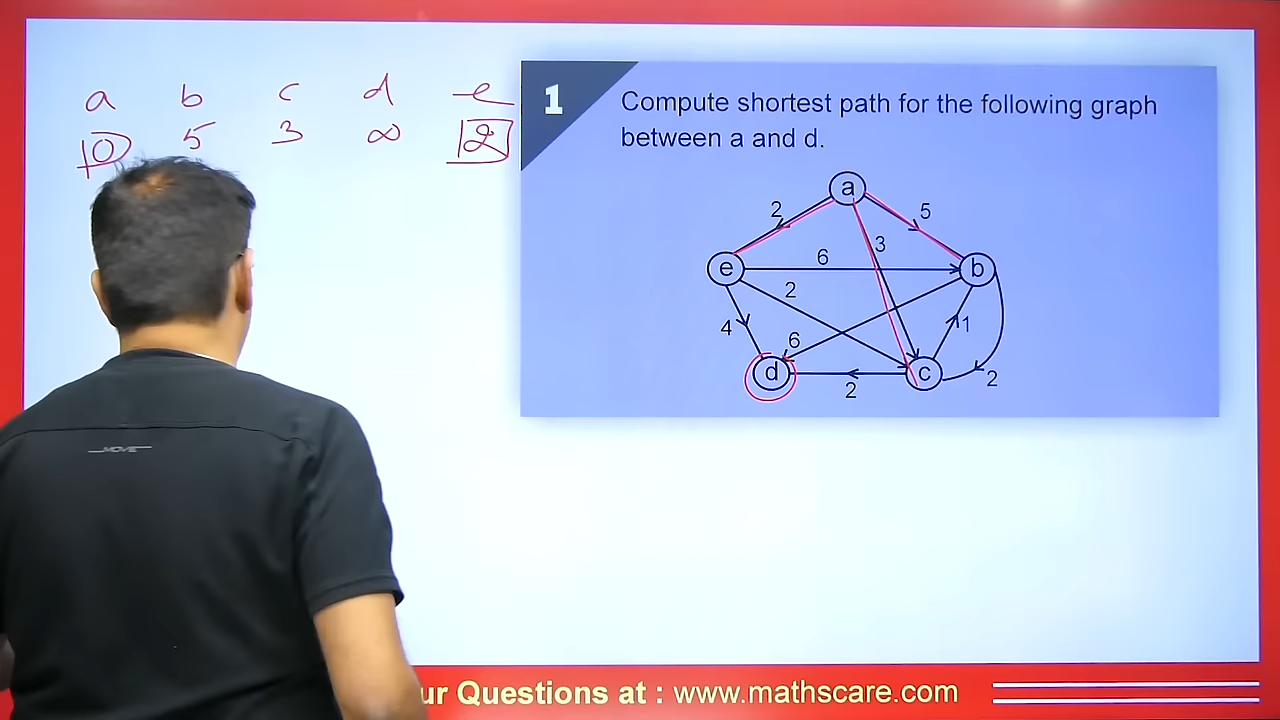 a b c d e
0 5 3 ∞ 2
1
Compute shortest path for the following graph
between a and d.
a
2 5
3
e 6 b
2
4 6 1
d c
2 2
MOVE
ur Questions at : www.mathscare.com